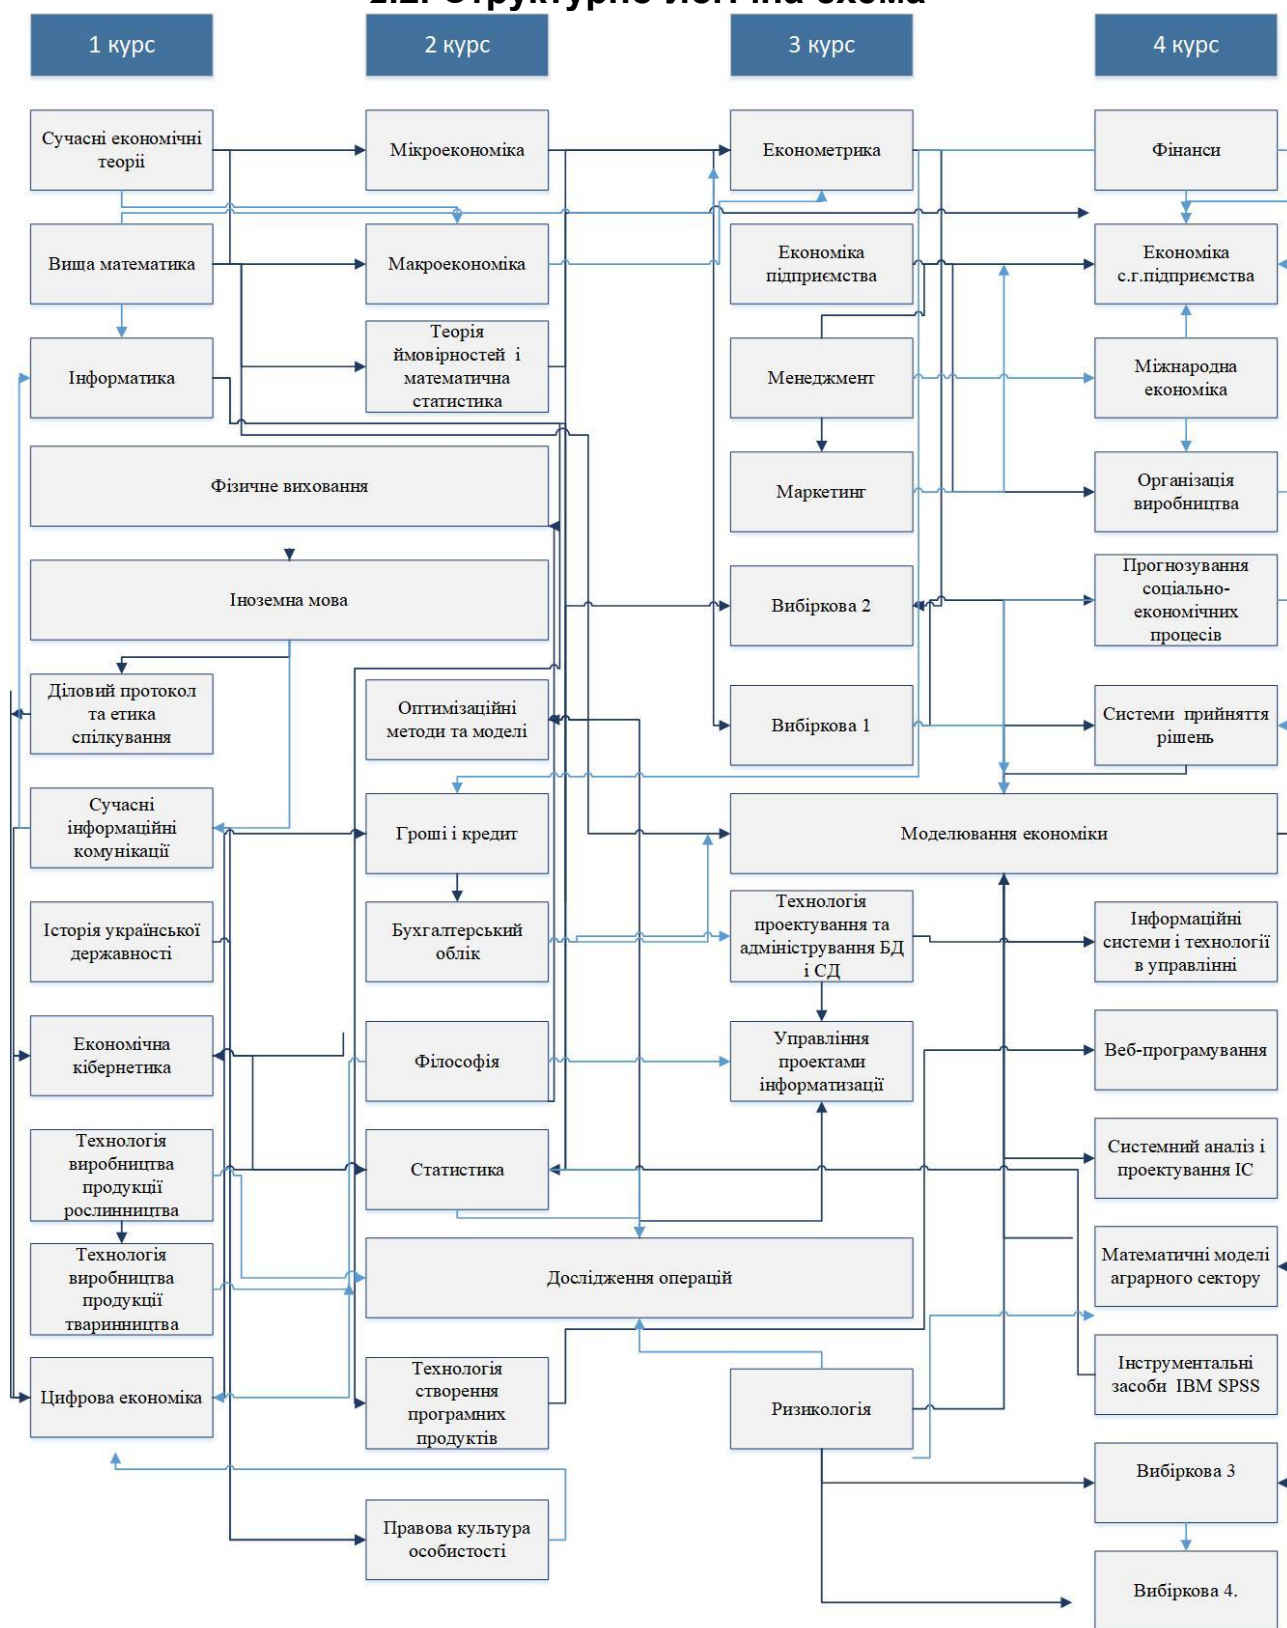 2.2. Структурно-логічна схема
1 курс
2 курс
3 курс
4 курс
Сучасні економічні
теорії
Мікроекономіка
Економетрика
Фінанси
Вища математика
Макроекономіка
Економіка
підприємства
Економіка
с.г.підприємства
Інформатика
Теорія
ймовірностей і
математична
статистика
Менеджмент
Міжнародна
економіка
Фізичне виховання
Маркетинг
Організація
виробництва
Іноземна мова
Вибіркова 2
Прогнозування
соціально-
економічних
процесів
Діловий протокол
та етика
спілкування
Оптимізаційні
методи та моделі
Вибіркова 1
Системи прийняття
рішень
Сучасні
інформаційні
комунікації
Гроші і кредит
Моделювання економіки
Історія української
державності
Бухгалтерський
облік
Технологія
проектування та
адміністрування БД
і СД
Інформаційні
системи і технології
в управлінні
Економічна
кібернетика
Філософія
Управління
проектами
інформатизації
Веб-програмування
Технологія
виробництва
продукції
рослинництва
Статистика
Системний аналіз і
проектування ІС
Технологія
виробництва
продукції
тваринництва
Дослідження операцій
Математичні моделі
аграрного сектору
Цифрова економіка
Технологія
створення
програмних
продуктів
Ризикологія
Інструментальні
засоби IBM SPSS
Вибіркова 3
Правова культура
особистості
Вибіркова 4.